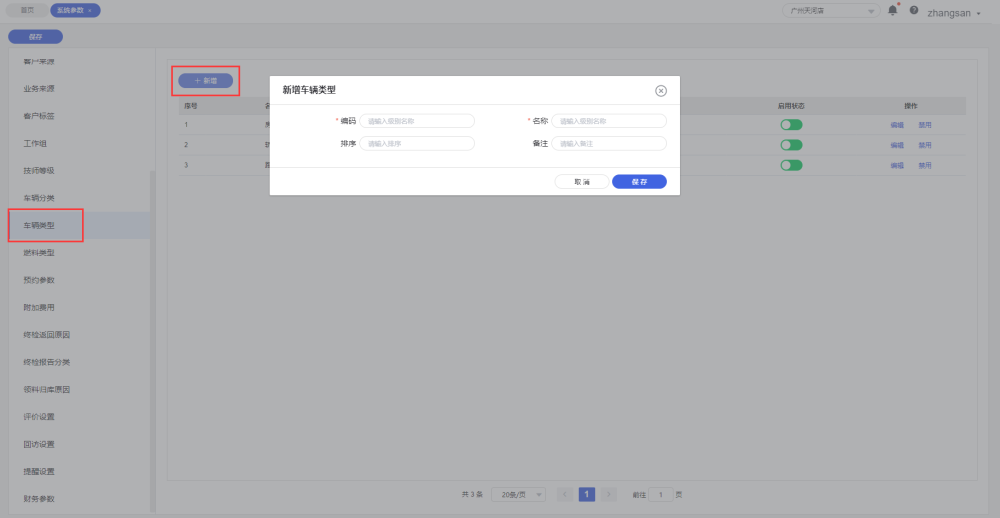 首页
系统参数 ×
广州天河店
zhangsan
保存
客户来源
业务来源
客户标签
工作组
技师等级
车辆分类
车辆类型
燃料类型
预约参数
附加费用
终检返回原因
终检报告分类
领料归库原因
评价设置
回访设置
提醒设置
财务参数
+ 新增
序号
启用状态
操作
1
编辑 禁用
2
编辑 禁用
3
编辑 禁用
新增车辆类型
* 编码 请输入级别名称
* 名称 请输入级别名称
排序 请输入排序
备注 请输入备注
取消 保存
共 3 条 20条/页 < 1 > 前往 1 页